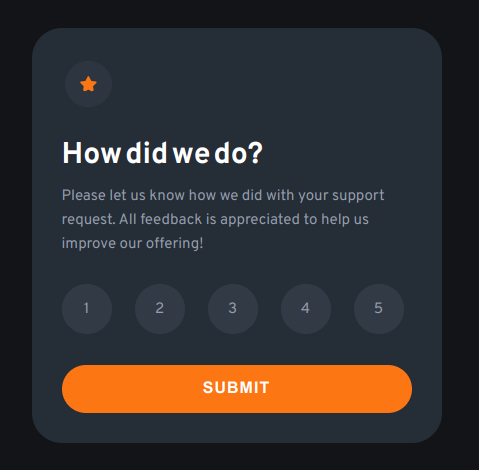 How did we do?
Please let us know how we did with your support
request. All feedback is appreciated to help us
improve our offering!
1 2 3 4 5
SUBMIT